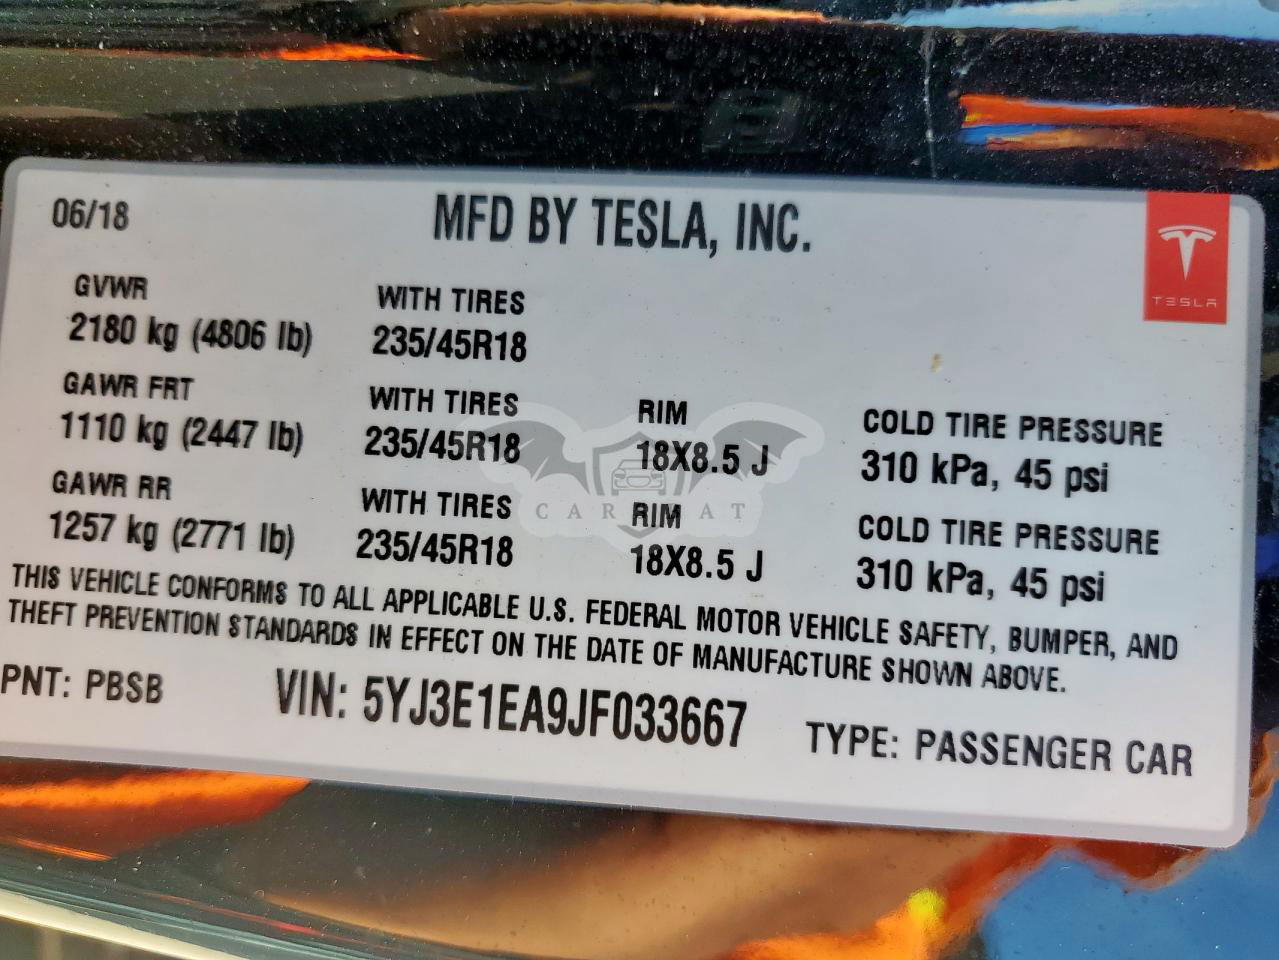 06/18 MFD BY TESLA, INC.
TESLA
GVWR WITH TIRES
2180 kg (4806 lb) 235/45R18
GAWR FRT WITH TIRES RIM COLD TIRE PRESSURE
1110 kg (2447 lb) 235/45R18 18X8.5 J 310 kPa, 45 psi
GAWR RR WITH TIRES RIM COLD TIRE PRESSURE
1257 kg (2771 lb) 235/45R18 18X8.5 J 310 kPa, 45 psi
THIS VEHICLE CONFORMS TO ALL APPLICABLE U.S. FEDERAL MOTOR VEHICLE SAFETY, BUMPER, AND
THEFT PREVENTION STANDARDS IN EFFECT ON THE DATE OF MANUFACTURE SHOWN ABOVE.
PNT: PBSB VIN: 5YJ3E1EA9JF033667 TYPE: PASSENGER CAR